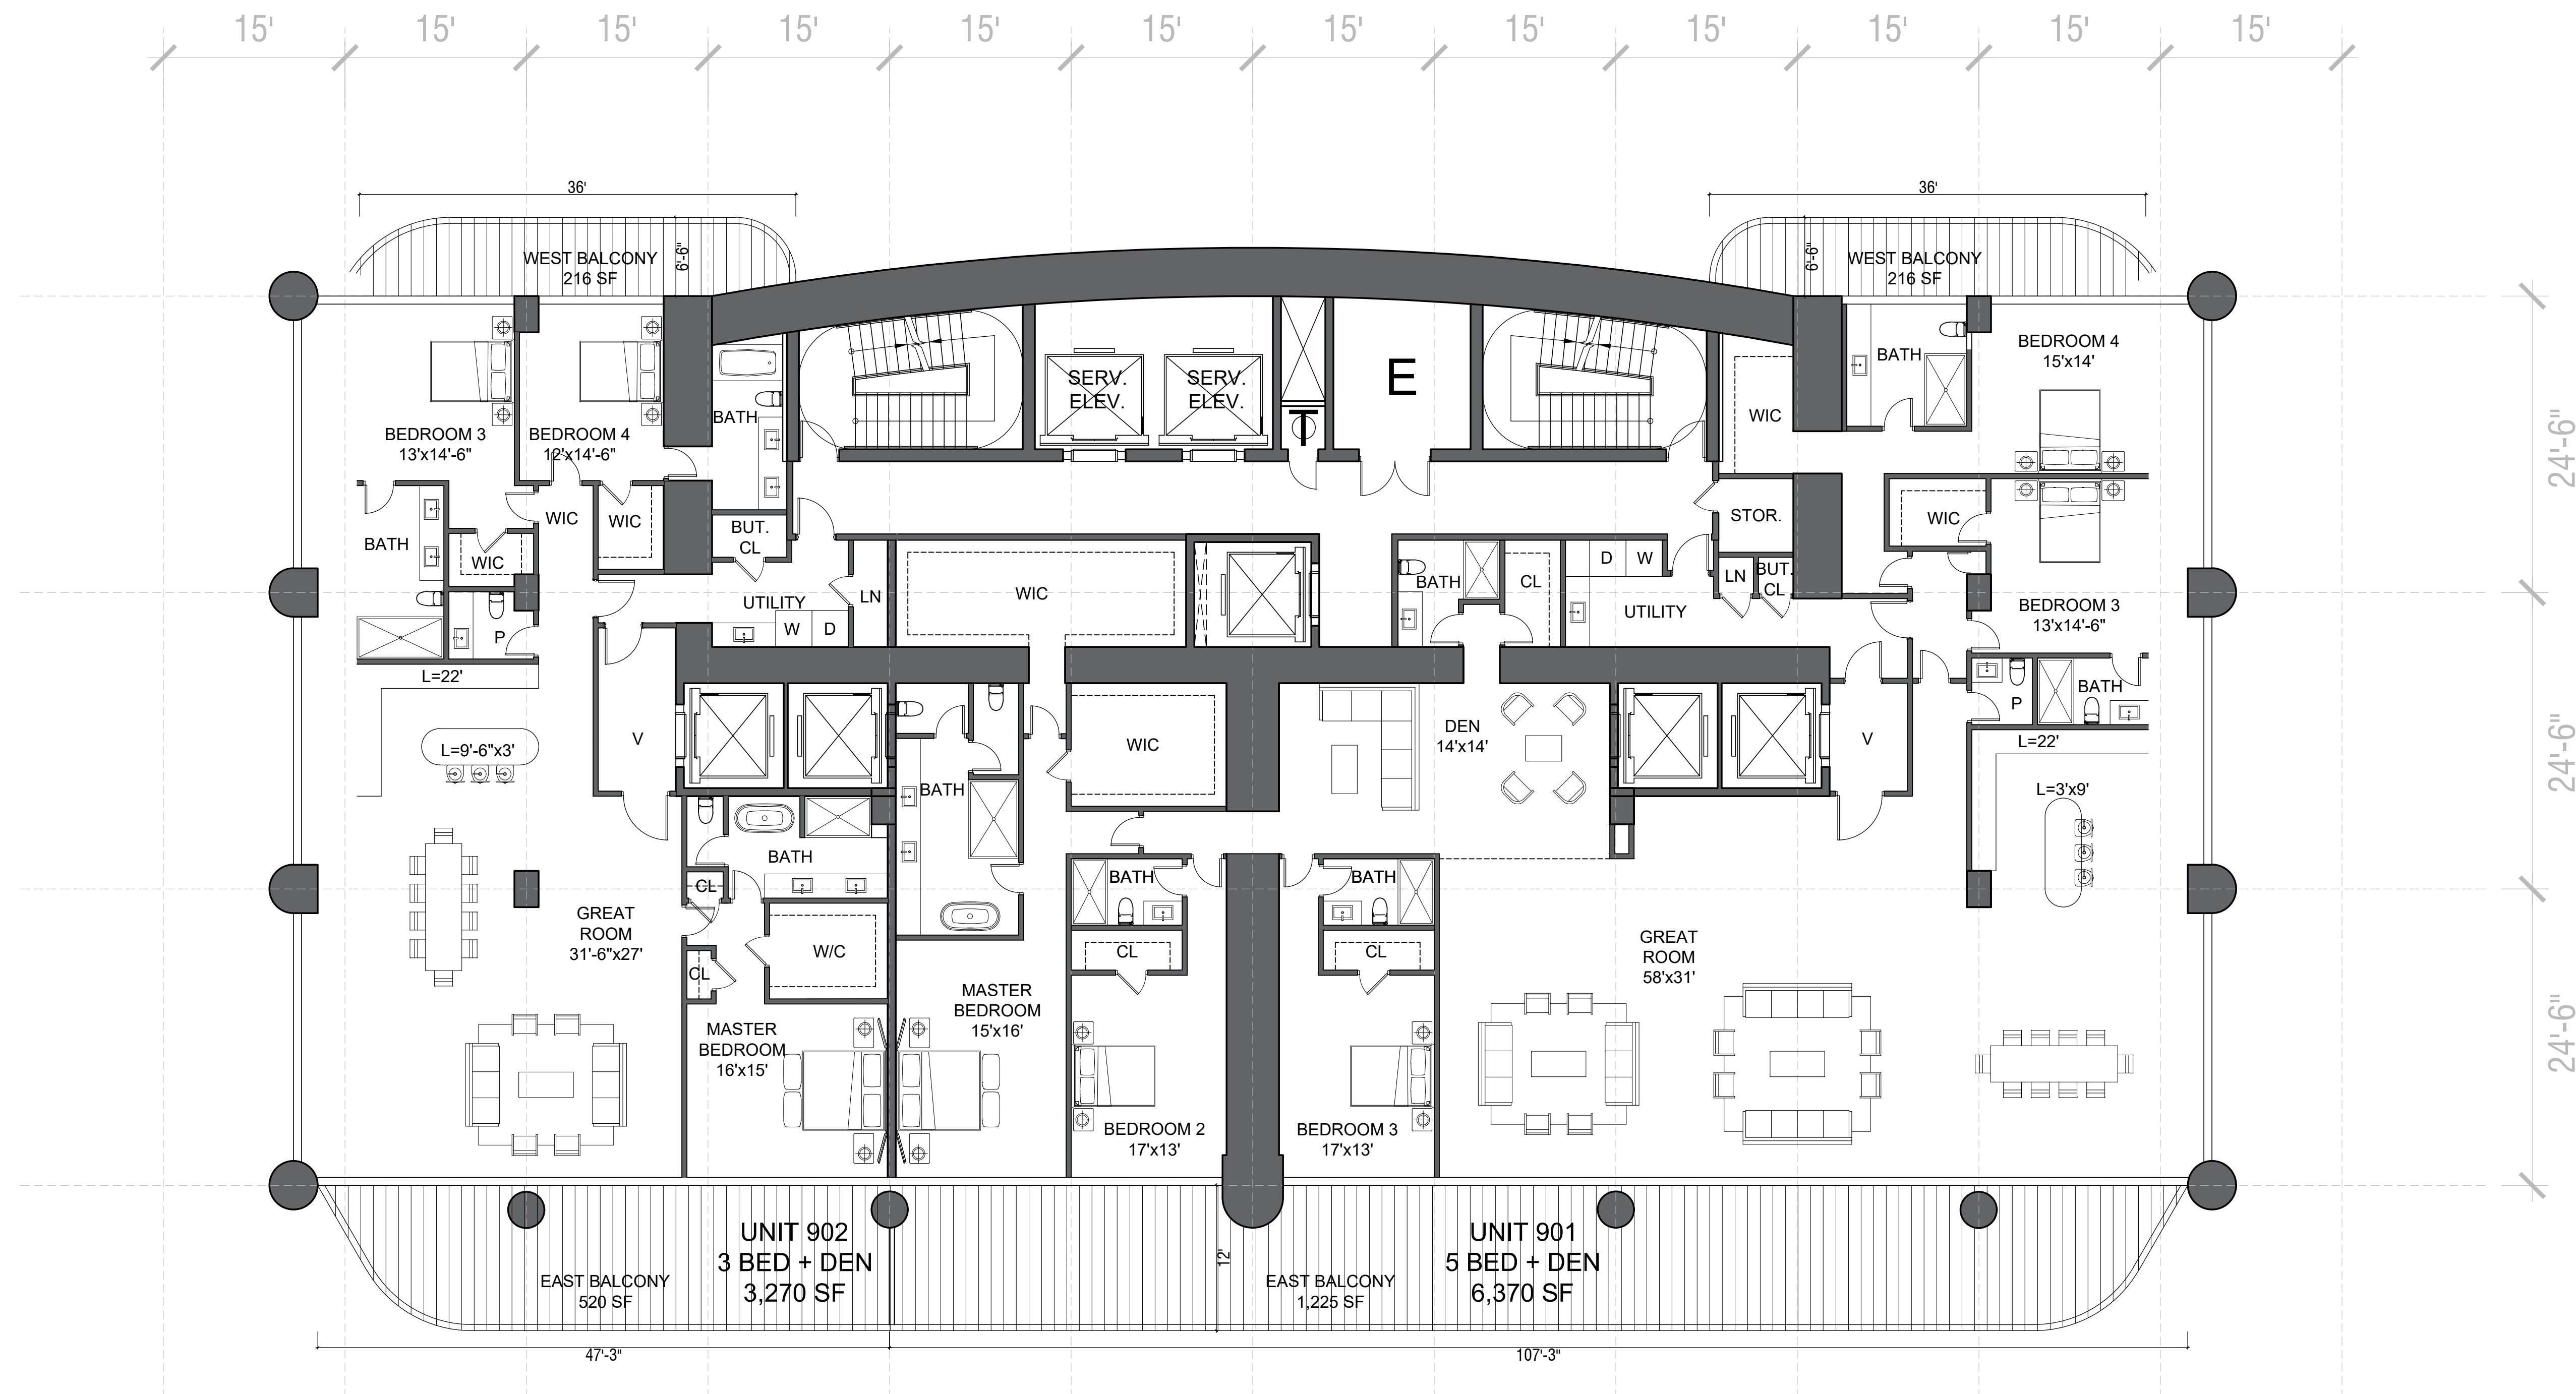 15'
15'
15'
15'
15'
15'
15'
15'
15'
15'
15'
15'
36'
36'
WEST BALCONY
216 SF
6'-6"
WEST BALCONY
216 SF
6'-6"
24'-6"
24'-6"
24'-6"
BEDROOM 3
13'x14'-6"
BEDROOM 4
12'x14'-6"
BATH
SERV.
ELEV.
SERV.
ELEV.
T
E
WIC
BATH
BEDROOM 4
15'x14'
BATH
WIC
WIC
WIC
BUT.
CL
STOR.
WIC
P
UTILITY
W
D
LN
WIC
BATH
CL
D
W
UTILITY
LN
BUT.
CL
BEDROOM 3
13'x14'-6"
L=22'
L=9'-6"x3'
V
BATH
WIC
DEN
14'x14'
V
P
BATH
L=22'
L=3'x9'
BATH
CL
CL
W/C
GREAT
ROOM
31'-6"x27'
BATH
CL
BATH
CL
GREAT
ROOM
58'x31'
MASTER
BEDROOM
16'x15'
MASTER
BEDROOM
15'x16'
BEDROOM 2
17'x13'
BEDROOM 3
17'x13'
UNIT 902
3 BED + DEN
3,270 SF
EAST BALCONY
520 SF
12'
EAST BALCONY
1,225 SF
UNIT 901
5 BED + DEN
6,370 SF
47'-3"
107'-3"